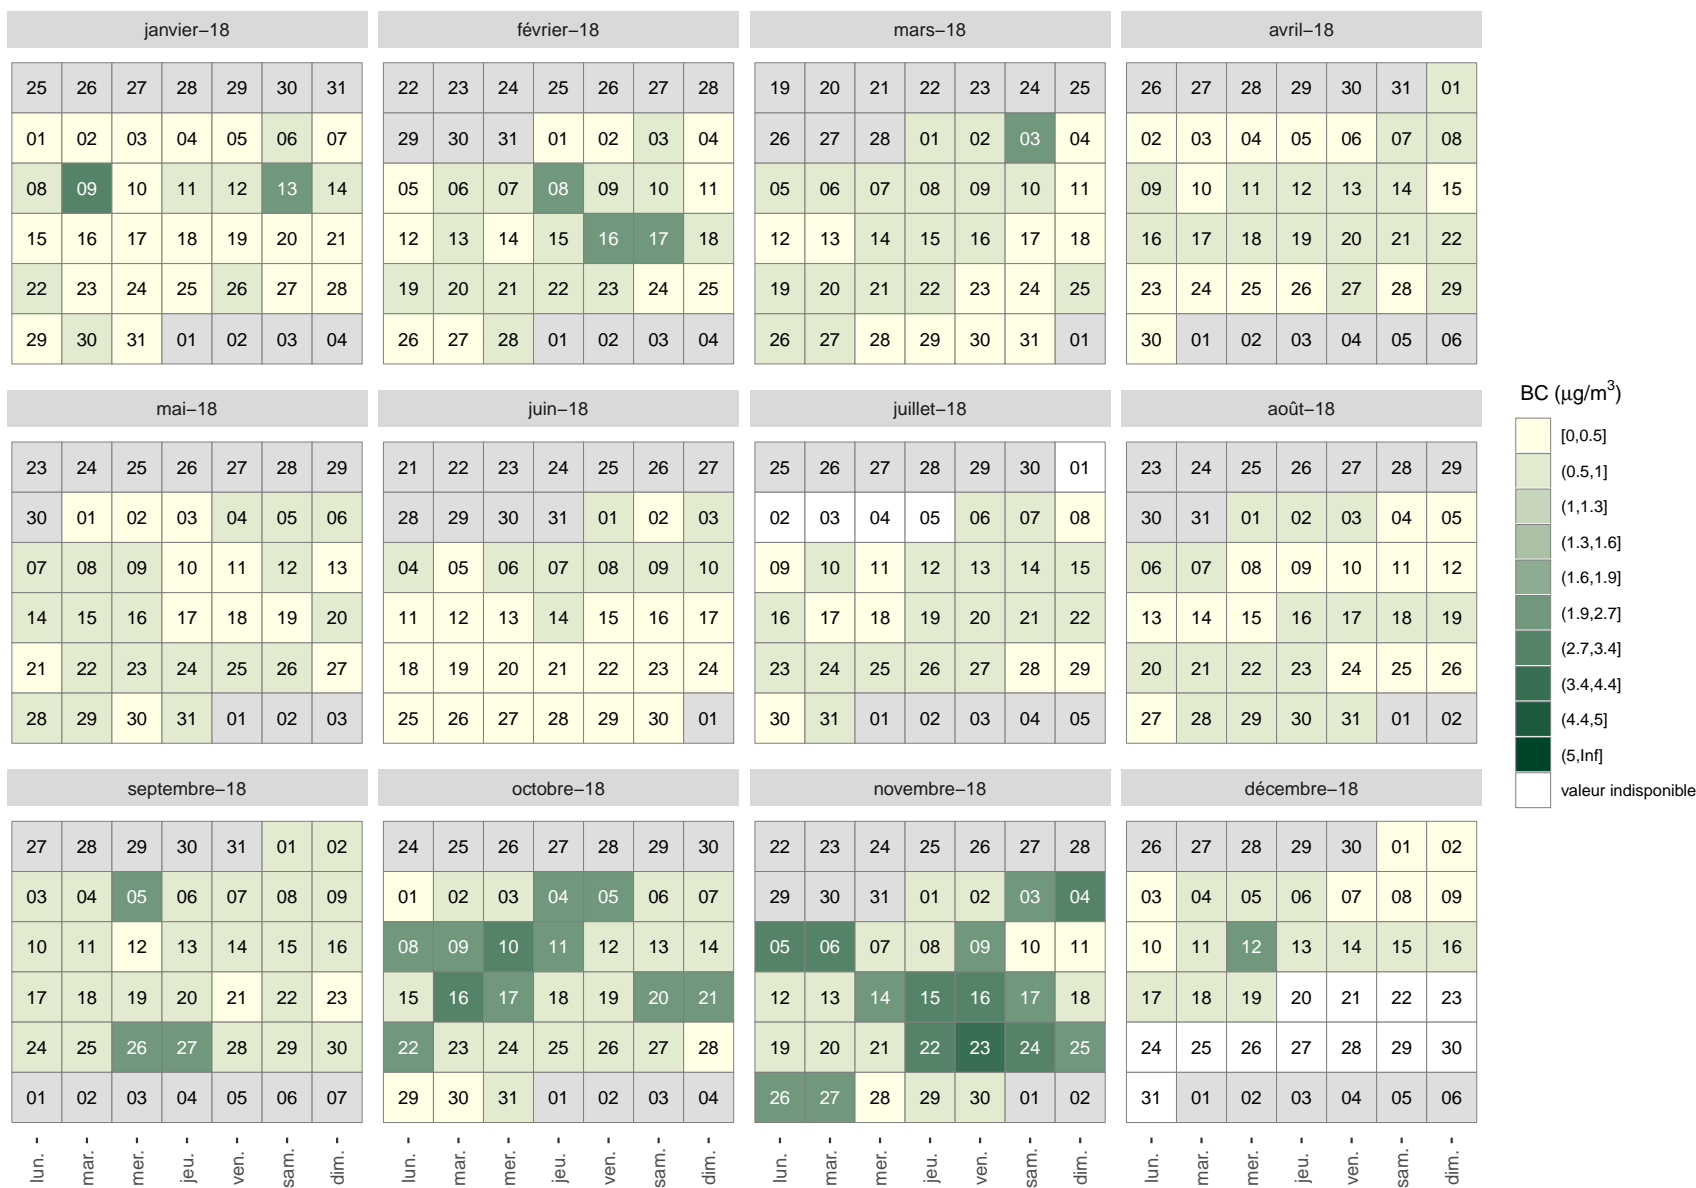 janvier–18 février–18 mars–18 avril–18
25 26 27 28 29 30 31 22 23 24 25 26 27 28 19 20 21 22 23 24 25 26 27 28 29 30 31 01
01 02 03 04 05 06 07 29 30 31 01 02 03 04 26 27 28 01 02 03 04 02 03 04 05 06 07 08
08 09 10 11 12 13 14 05 06 07 08 09 10 11 05 06 07 08 09 10 11 09 10 11 12 13 14 15
15 16 17 18 19 20 21 12 13 14 15 16 17 18 12 13 14 15 16 17 18 16 17 18 19 20 21 22
22 23 24 25 26 27 28 19 20 21 22 23 24 25 19 20 21 22 23 24 25 23 24 25 26 27 28 29
29 30 31 01 02 03 04 26 27 28 01 02 03 04 26 27 28 29 30 31 01 30 01 02 03 04 05 06
mai–18 juin–18 juillet–18 août–18
23 24 25 26 27 28 29 21 22 23 24 25 26 27 25 26 27 28 29 30 01 23 24 25 26 27 28 29
30 01 02 03 04 05 06 28 29 30 31 01 02 03 02 03 04 05 06 07 08 30 31 01 02 03 04 05
07 08 09 10 11 12 13 04 05 06 07 08 09 10 09 10 11 12 13 14 15 06 07 08 09 10 11 12
14 15 16 17 18 19 20 11 12 13 14 15 16 17 16 17 18 19 20 21 22 13 14 15 16 17 18 19
21 22 23 24 25 26 27 18 19 20 21 22 23 24 23 24 25 26 27 28 29 20 21 22 23 24 25 26
28 29 30 31 01 02 03 25 26 27 28 29 30 01 30 31 01 02 03 04 05 27 28 29 30 31 01 02
septembre–18 octobre–18 novembre–18 décembre–18
27 28 29 30 31 01 02 24 25 26 27 28 29 30 22 23 24 25 26 27 28 26 27 28 29 30 01 02
03 04 05 06 07 08 09 01 02 03 04 05 06 07 29 30 31 01 02 03 04 03 04 05 06 07 08 09
10 11 12 13 14 15 16 08 09 10 11 12 13 14 05 06 07 08 09 10 11 10 11 12 13 14 15 16
17 18 19 20 21 22 23 15 16 17 18 19 20 21 12 13 14 15 16 17 18 17 18 19 20 21 22 23
24 25 26 27 28 29 30 22 23 24 25 26 27 28 19 20 21 22 23 24 25 24 25 26 27 28 29 30
01 02 03 04 05 06 07 29 30 31 01 02 03 04 26 27 28 29 30 01 02 31 01 02 03 04 05 06
lun. mar. mer. jeu. ven. sam. dim. lun. mar. mer. jeu. ven. sam. dim. lun. mar. mer. jeu. ven. sam. dim. lun. mar. mer. jeu. ven. sam. dim.
BC (µg/m³)
[0,0.5]
(0.5,1]
(1,1.3]
(1.3,1.6]
(1.6,1.9]
(1.9,2.7]
(2.7,3.4]
(3.4,4.4]
(4.4,5]
(5,Inf]
valeur indisponible